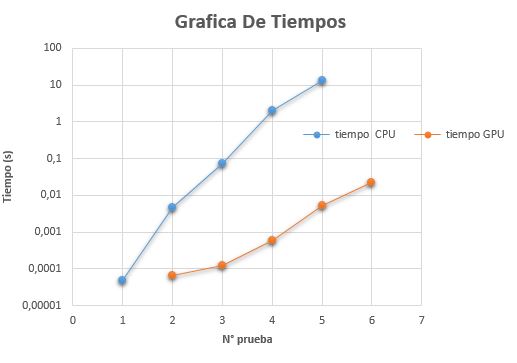 Grafica De Tiempos
100
10
1
0,1
0,01
0,001
0,0001
0,00001
Tiempo (s)
tiempo CPU
tiempo GPU
0 1 2 3 4 5 6 7
N° prueba